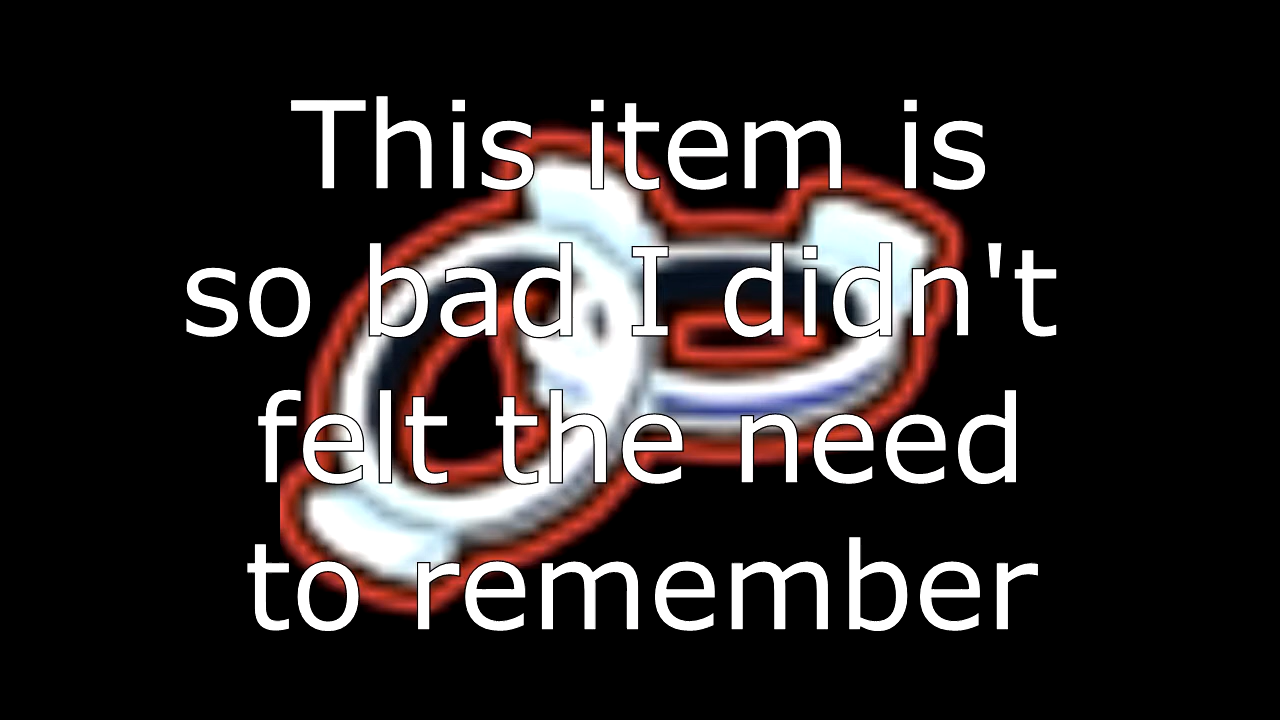 This item is
so bad I didn't
felt the need
to remember